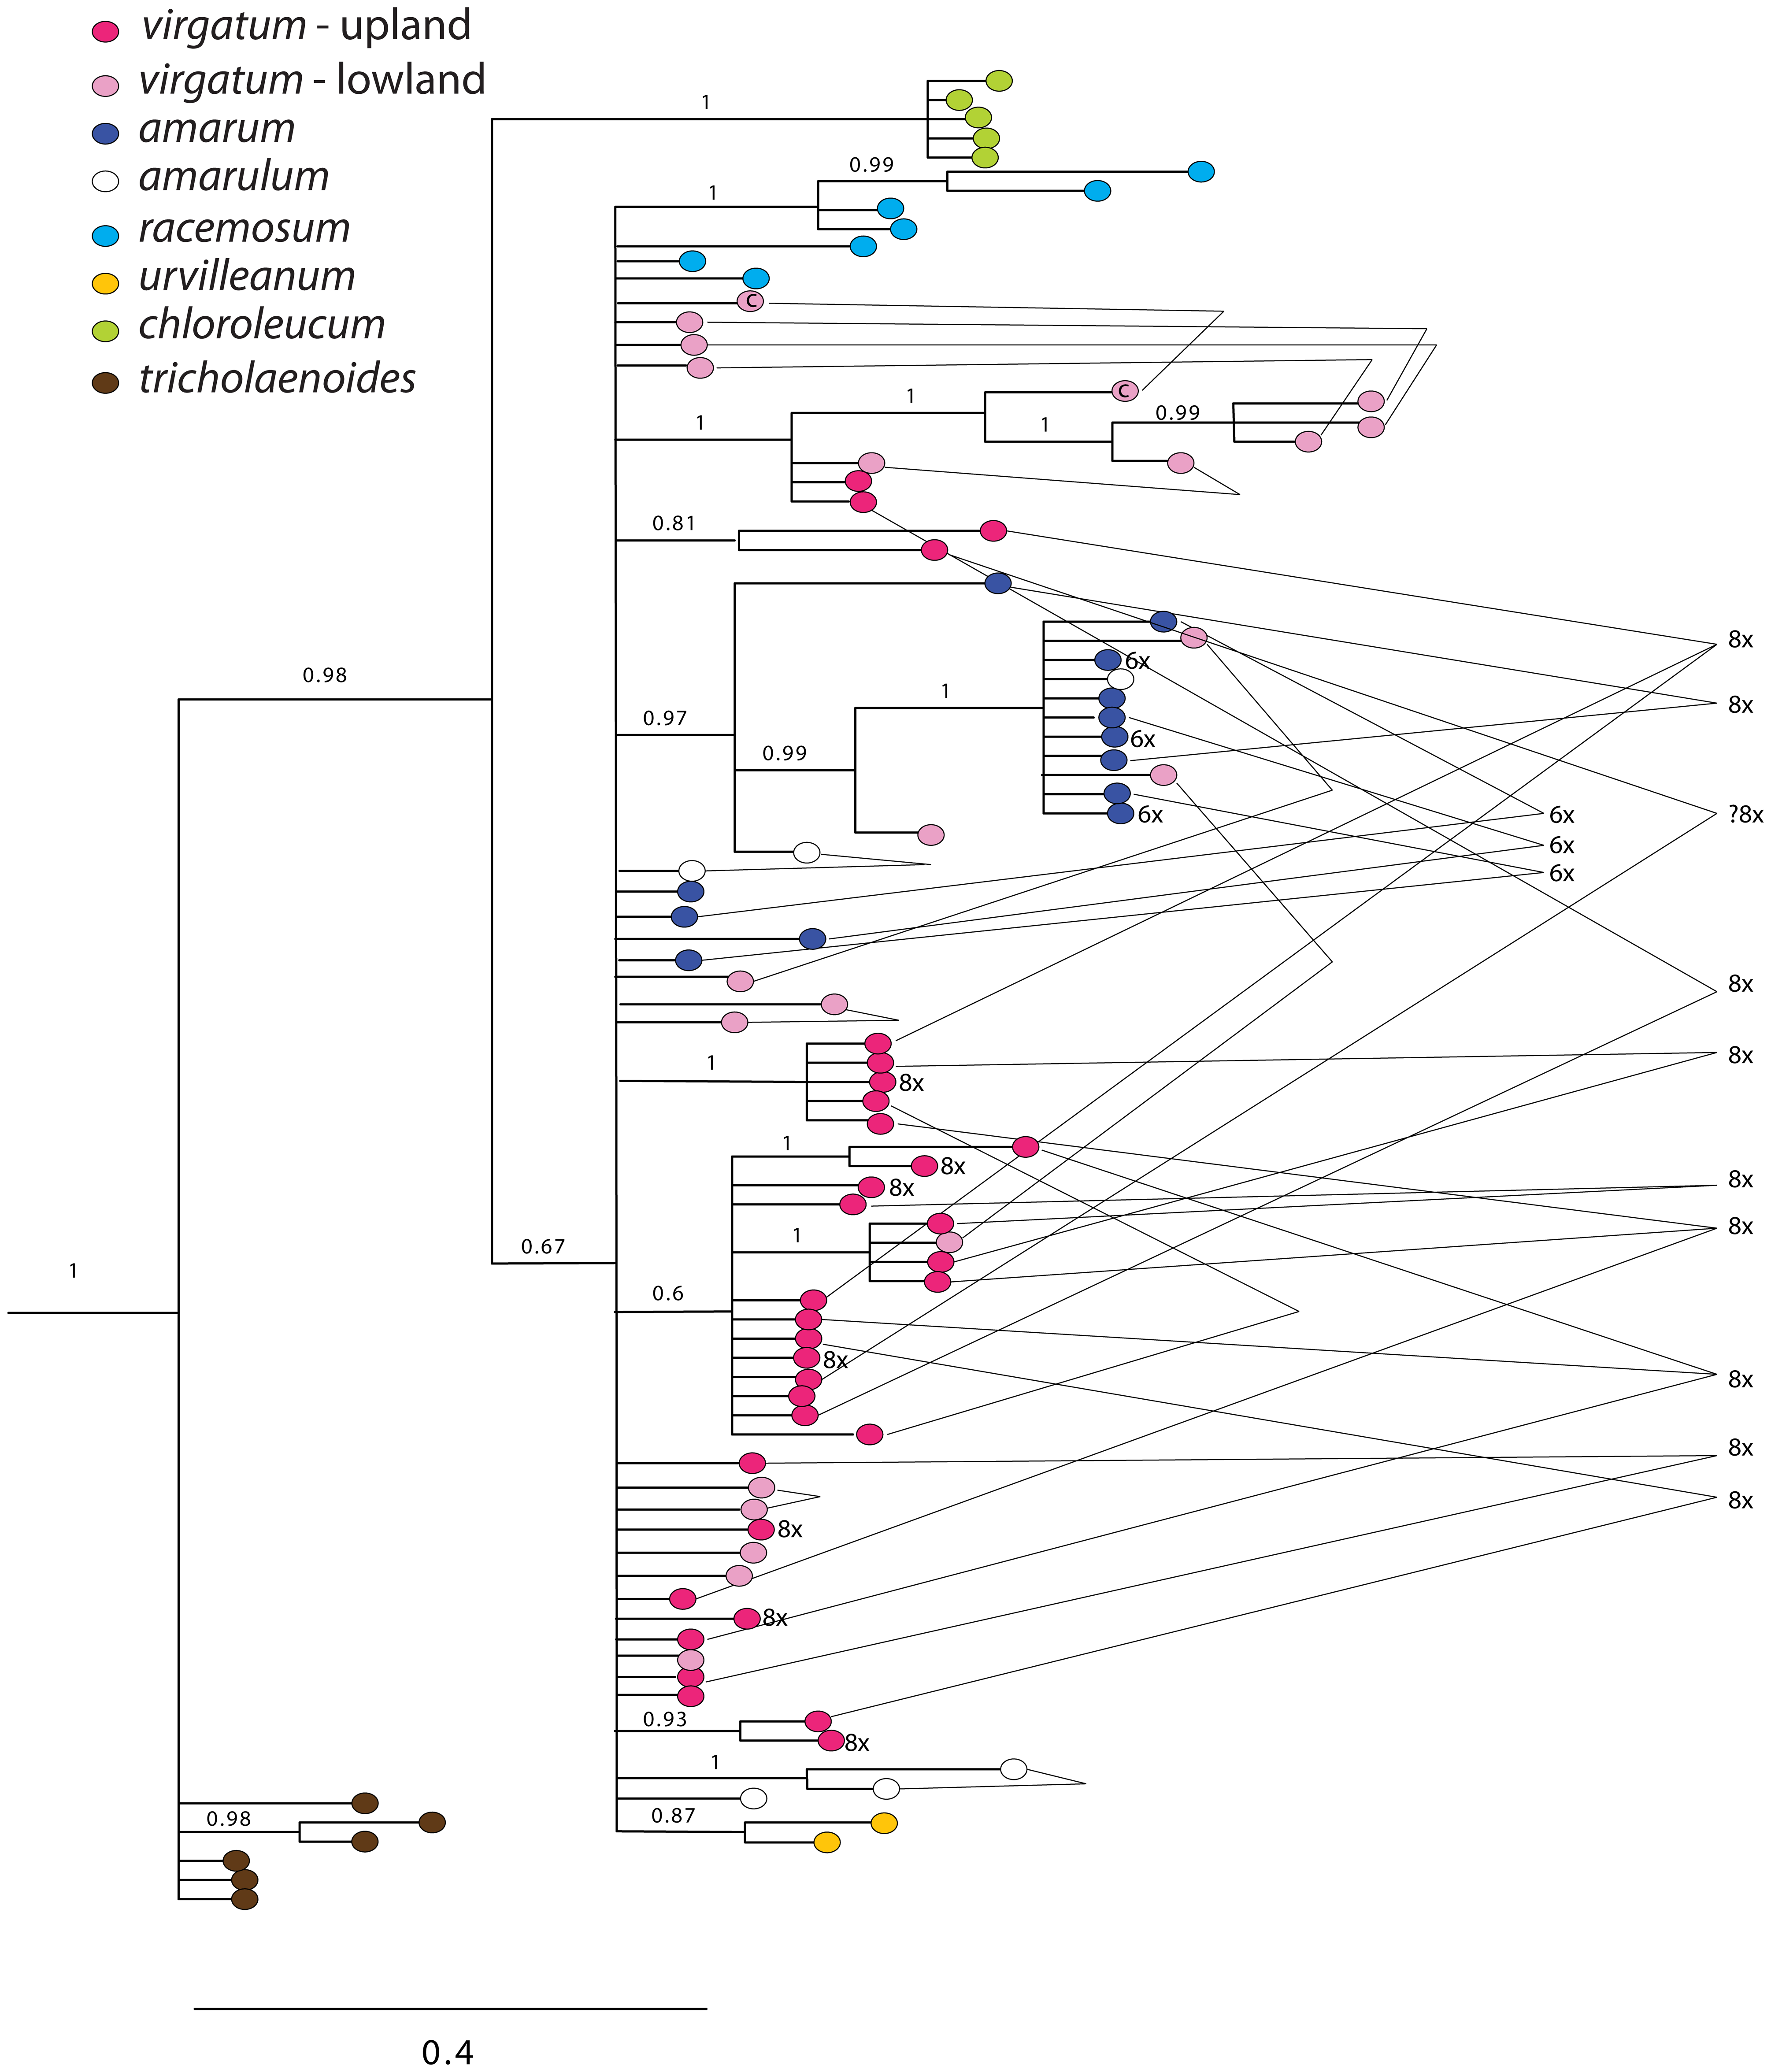 virgatum - upland
virgatum - lowland
amarum
amarulum
racemosum
urvilleanum
chloroleucum
tricholaenoides
1
0.99
1
C
C
1
0.99
1
1
0.81
8x
6x
0.98
1
8x
0.97
6x
0.99
6x
6x
?8x
6x
6x
8x
8x
1
8x
1
8x
8x
8x
8x
1
0.67
1
0.6
8x
8x
8x
8x
8x
8x
0.93
8x
1
0.87
0.98
0.4